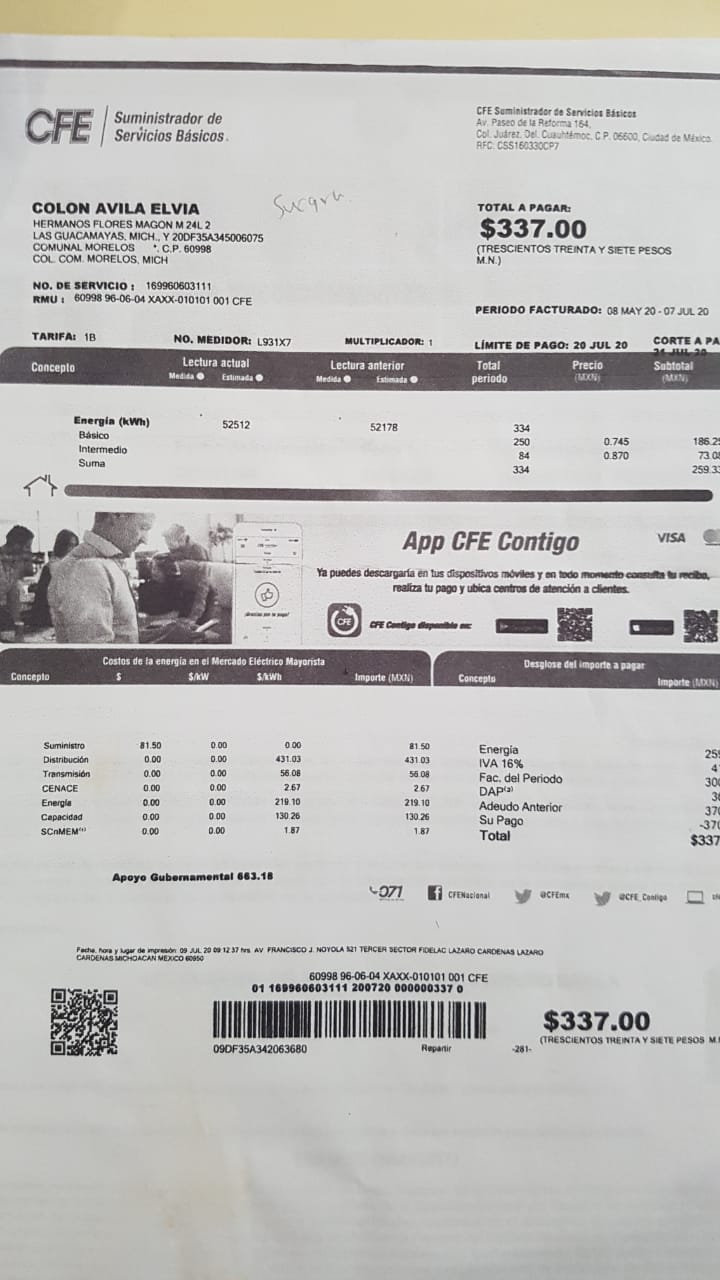 CFE Suministrador de
Servicios Básicos.
CFE Suministrador de Servicios Básicos
Av. Paseo de la Reforma 164,
Col. Juárez, Del. Cuauhtémoc, C.P. 06600, Ciudad de México.
RFC: CSS160330CP7
COLON AVILA ELVIA
HERMANOS FLORES MAGON M 24L 2
LAS GUACAMAYAS, MICH., Y 20DF35A345006075
COMUNAL MORELOS *. C.P. 60998
COL. COM. MORELOS, MICH
TOTAL A PAGAR:
$337.00
(TRESCIENTOS TREINTA Y SIETE PESOS
M.N.)
NO. DE SERVICIO : 169960603111
RMU : 60998 96-06-04 XAXX-010101 001 CFE
PERIODO FACTURADO: 08 MAY 20 - 07 JUL 20
TARIFA: 1B NO. MEDIDOR: L931X7 MULTIPLICADOR: 1 LÍMITE DE PAGO: 20 JUL 20 CORTE A PA
21 JUL 20
Concepto Lectura actual Lectura anterior Total periodo Precio (MXN) Subtotal (MXN)
Medida Estimada Medida Estimada
Energía (kWh) 52512 52178 334
Básico 250 0.745 186.2
Intermedio 84 0.870 73.0
Suma 334 259.3
App CFE Contigo VISA
Ya puedes descargarla en tus dispositivos móviles y en todo momento consulta tu recibo,
realiza tu pago y ubica centros de atención a clientes.
CFE CFE Contigo disponible en:
Costos de la energía en el Mercado Eléctrico Mayorista
Concepto $ $/kW $/kWh Importe (MXN)
Suministro 81.50 0.00 0.00 81.50
Distribución 0.00 0.00 431.03 431.03
Transmisión 0.00 0.00 56.08 56.08
CENACE 0.00 0.00 2.67 2.67
Energía 0.00 0.00 219.10 219.10
Capacidad 0.00 0.00 130.26 130.26
SCnMEM 0.00 0.00 1.87 1.87
Desglose del importe a pagar
Concepto Importe (MXN)
Energía 25
IVA 16% 4
Fac. del Periodo 30
DAP 3
Adeudo Anterior 37
Su Pago -37
Total $337
Apoyo Gubernamental 663.18
071 CFENacional @CFEmx @CFE_Contigo
Fecha, hora y lugar de impresión: 09 JUL 20 09:12:37 hrs. AV. FRANCISCO J. NOYOLA 521 TERCER SECTOR FIDELAC LAZARO CARDENAS LAZARO
CARDENAS MICHOACAN MEXICO 60950
60998 96-06-04 XAXX-010101 001 CFE
01 169960603111 200720 000000337 0
09DF35A342063680 Repartir -281-
$337.00
(TRESCIENTOS TREINTA Y SIETE PESOS M.